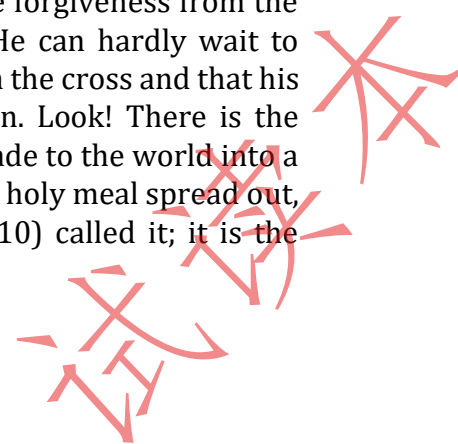 e forgiveness from the
He can hardly wait to
n the cross and that his
n. Look! There is the
ade to the world into a
holy meal spread out,
10) called it; it is the
试读本